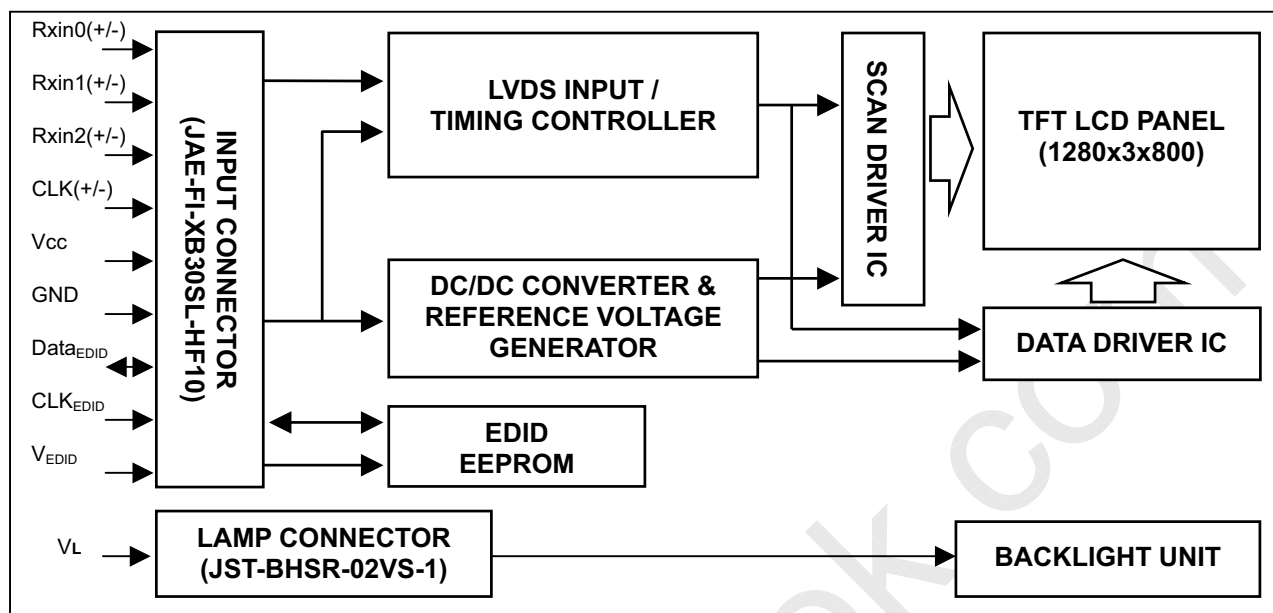 Rxin0(+/-)
Rxin1(+/-)
Rxin2(+/-)
CLK(+/-)
Vcc
GND
DataEDID
CLKEDID
VEDID
VL
INPUT CONNECTOR
(JAE-FI-XB30SL-HF10)
LVDS INPUT /
TIMING CONTROLLER
DC/DC CONVERTER &
REFERENCE VOLTAGE
GENERATOR
EDID
EEPROM
LAMP CONNECTOR
(JST-BHSR-02VS-1)
SCAN DRIVER IC
TFT LCD PANEL
(1280x3x800)
DATA DRIVER IC
BACKLIGHT UNIT